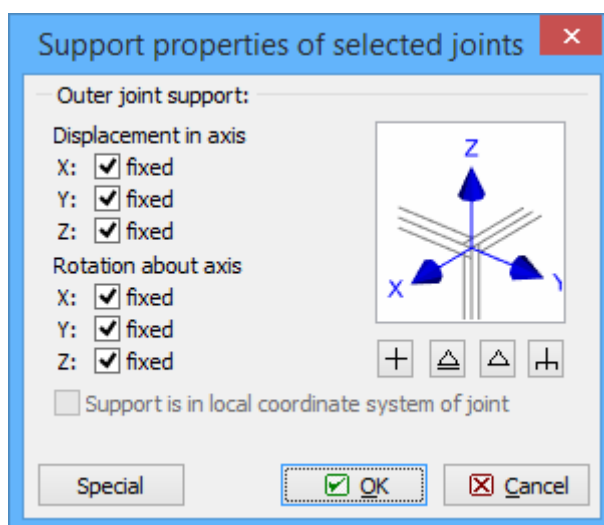 Support properties of selected joints
Outer joint support:
Displacement in axis
X: fixed
Y: fixed
Z: fixed
Rotation about axis
X: fixed
Y: fixed
Z: fixed
Z
X
Y
Support is in local coordinate system of joint
Special
OK
Cancel